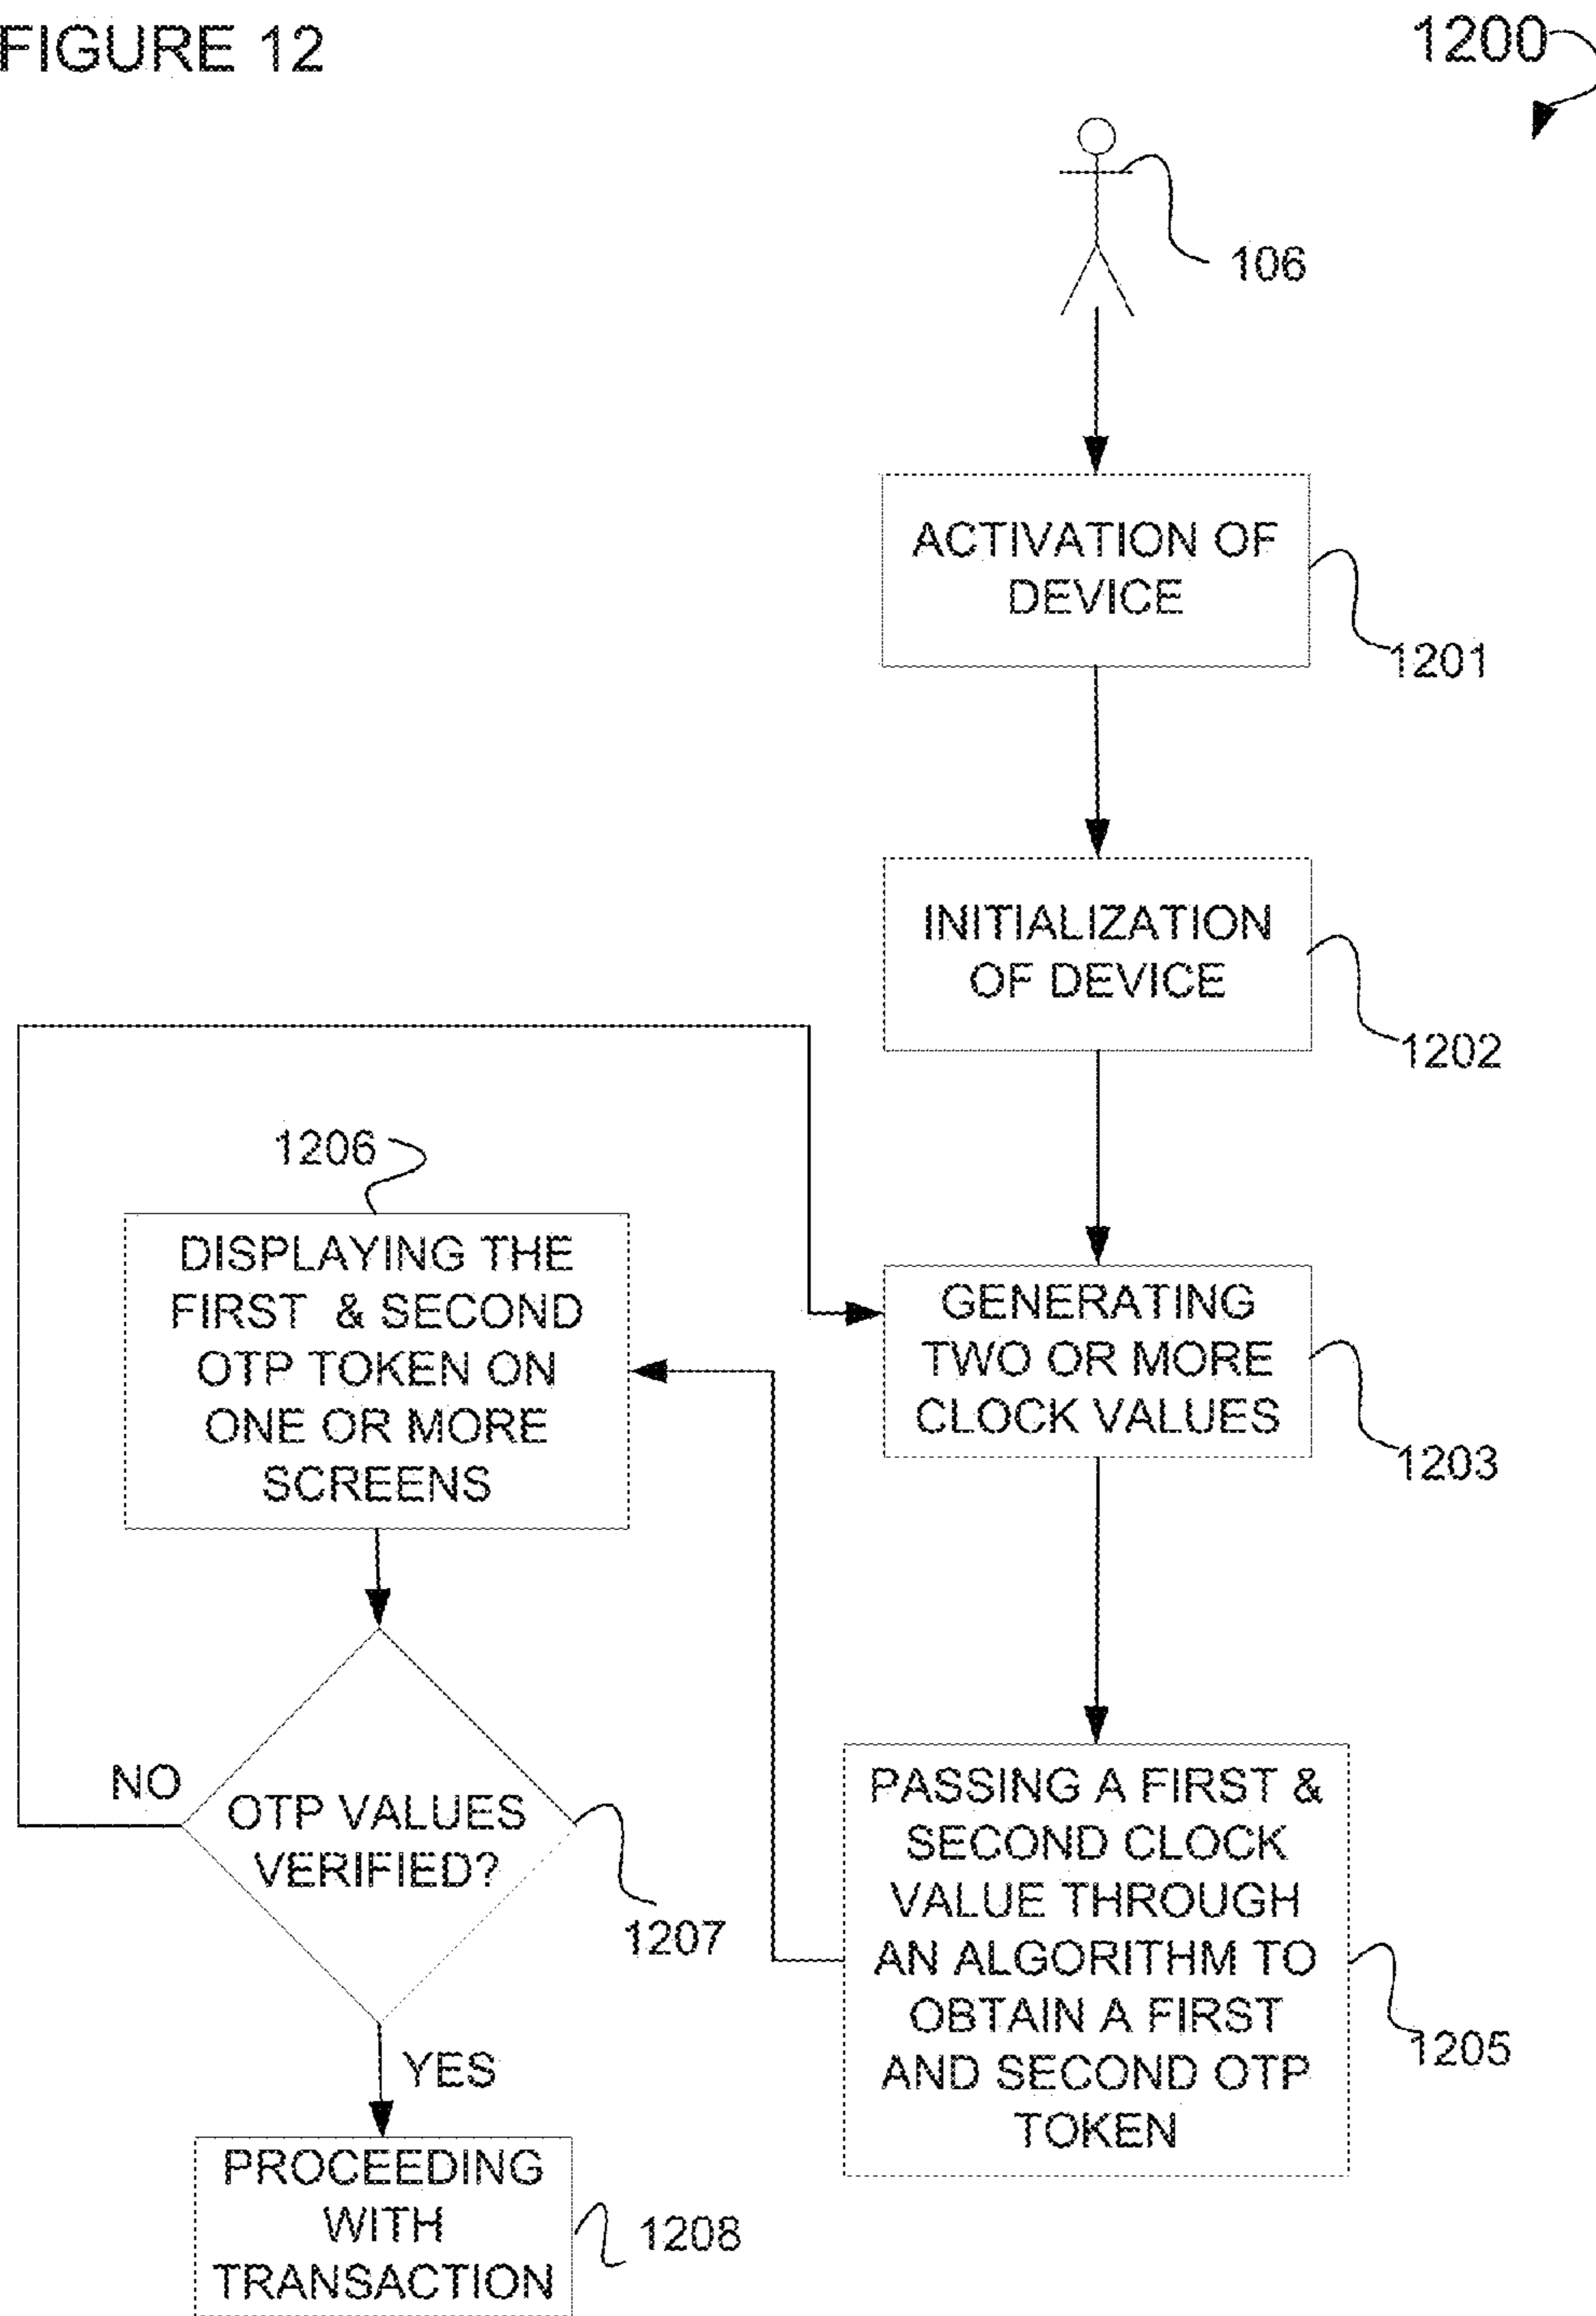 FIGURE 12
1200
106
ACTIVATION OF
DEVICE
1201
INITIALIZATION
OF DEVICE
1202
1206
DISPLAYING THE
FIRST & SECOND
OTP TOKEN ON
ONE OR MORE
SCREENS
GENERATING
TWO OR MORE
CLOCK VALUES
1203
NO
OTP VALUES
VERIFIED?
1207
PASSING A FIRST &
SECOND CLOCK
VALUE THROUGH
AN ALGORITHM TO
OBTAIN A FIRST
AND SECOND OTP
TOKEN
1205
YES
PROCEEDING
WITH
TRANSACTION
1208